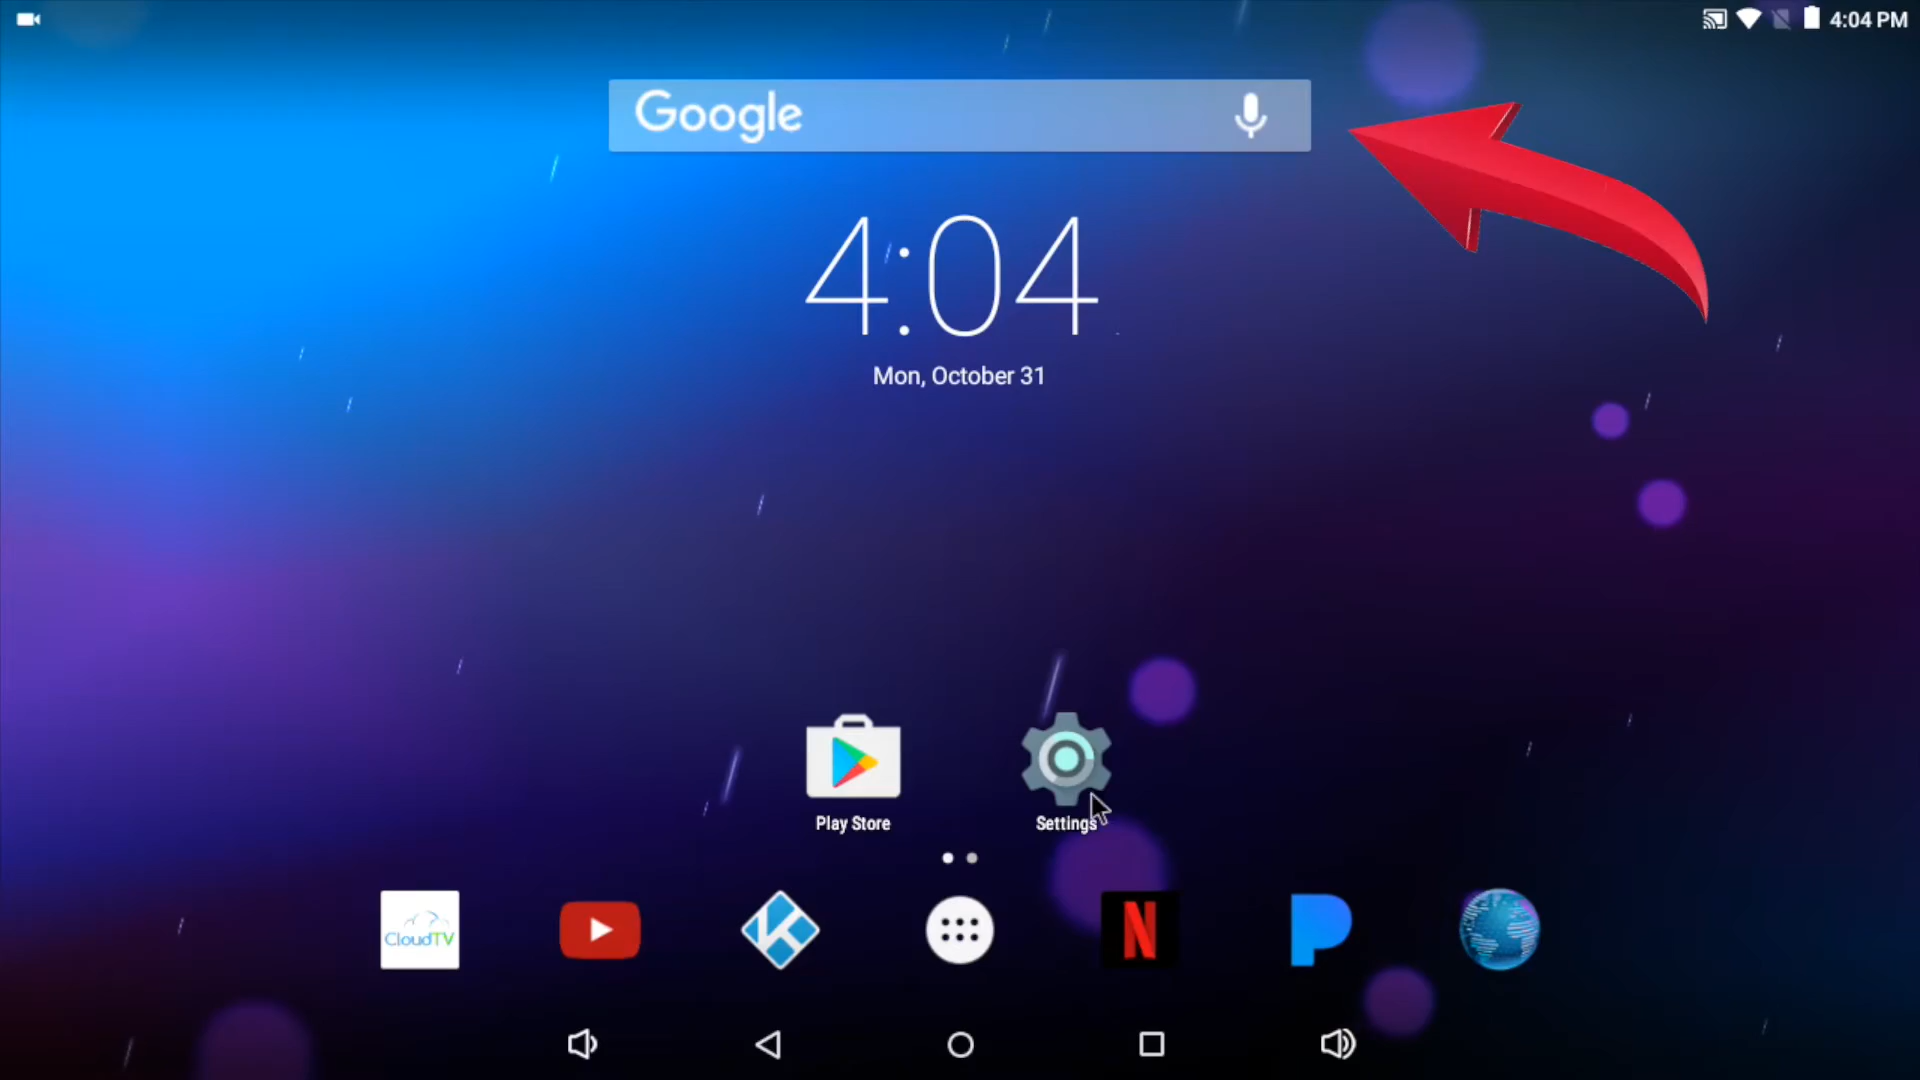 4:04 PM
Google
4:04
Mon, October 31
Play Store
Settings
CloudTV